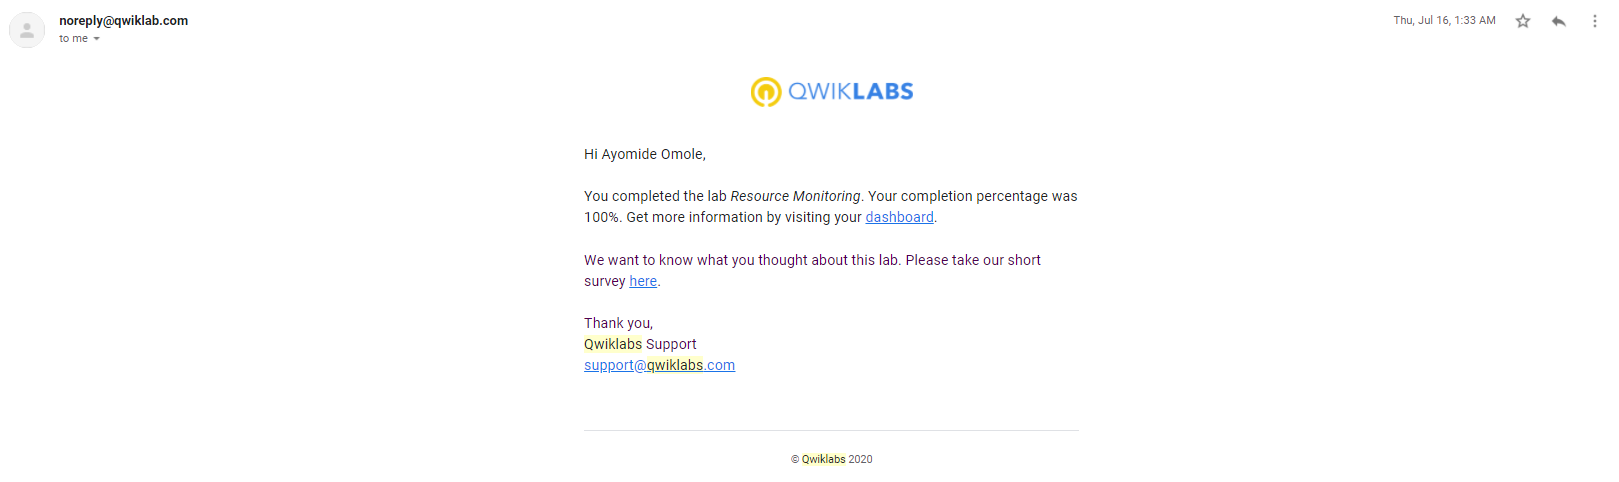 noreply@qwiklab.com
Thu, Jul 16, 1:33 AM
to me
QWIKLABS
Hi Ayomide Omole,
You completed the lab Resource Monitoring. Your completion percentage was
100%. Get more information by visiting your dashboard.
We want to know what you thought about this lab. Please take our short
survey here.
Thank you,
Qwiklabs Support
support@qwiklabs.com
© Qwiklabs 2020